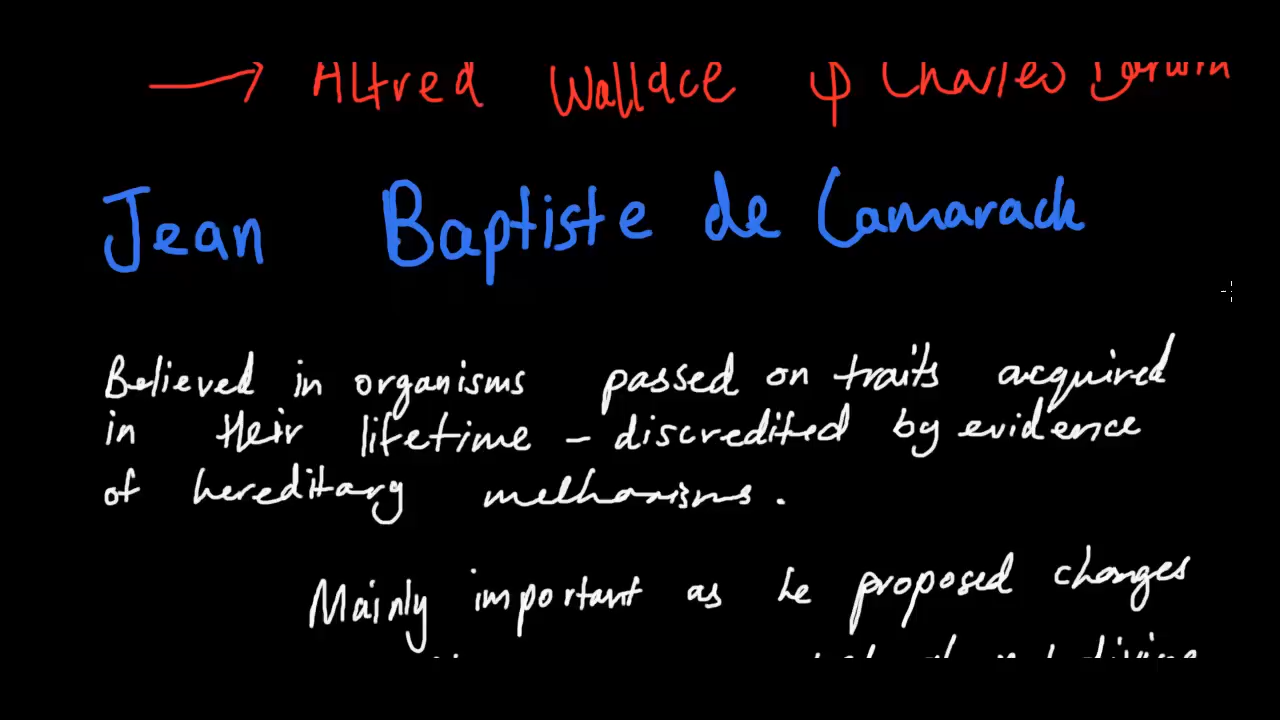 → Alfred Wallace & Charles Darwin
Jean Baptiste de Lamarack
Believed in organisms passed on traits acquired
in their lifetime - discredited by evidence
of hereditary mechanisms.
Mainly important as he proposed changes
divine